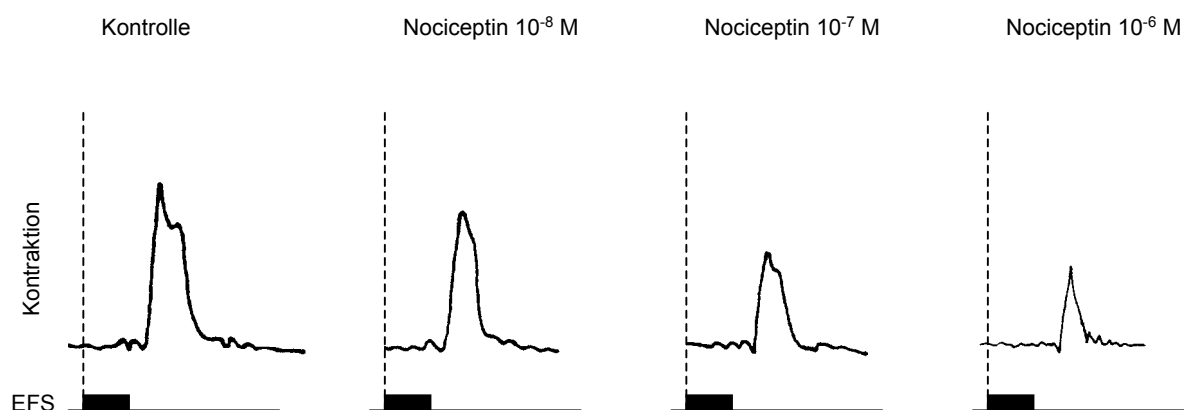 Kontrolle
Nociceptin 10⁻⁸ M
Nociceptin 10⁻⁷ M
Nociceptin 10⁻⁶ M
Kontraktion
EFS